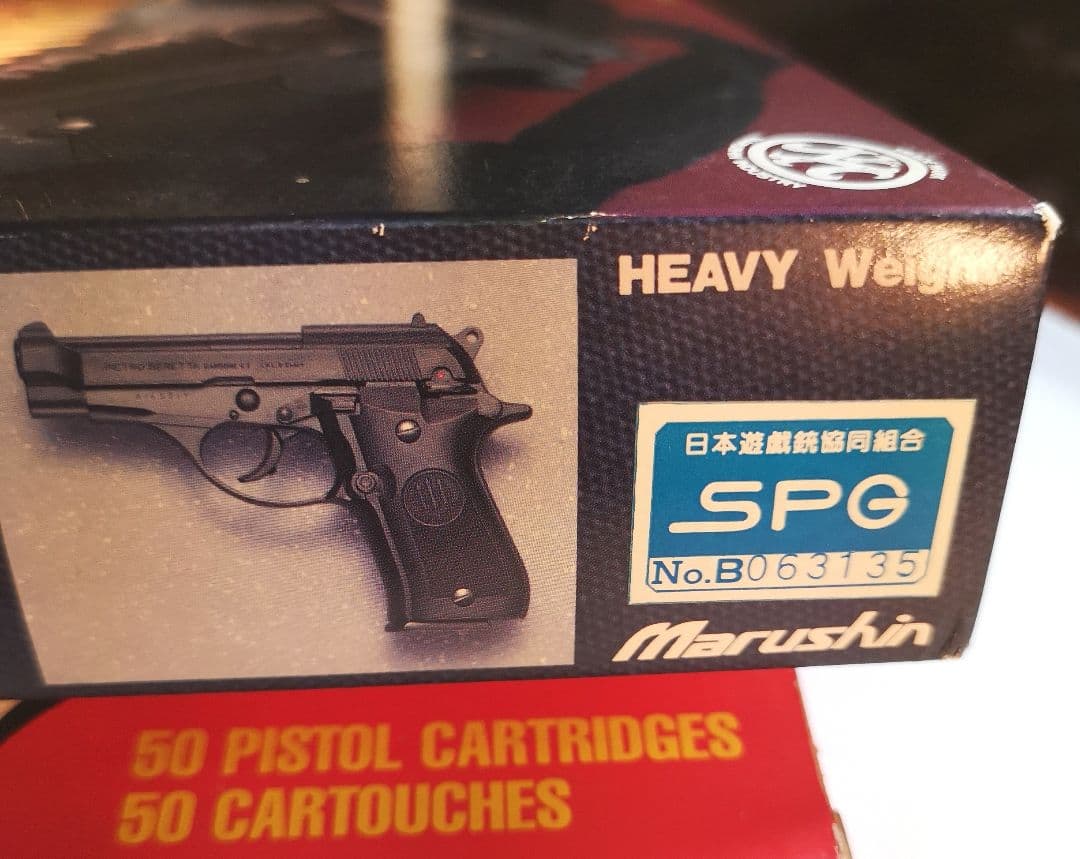 HEAVY Weight
日本遊戯銃協同組合
SPG
No.B063135
Marushin
50 PISTOL CARTRIDGES
50 CARTOUCHES